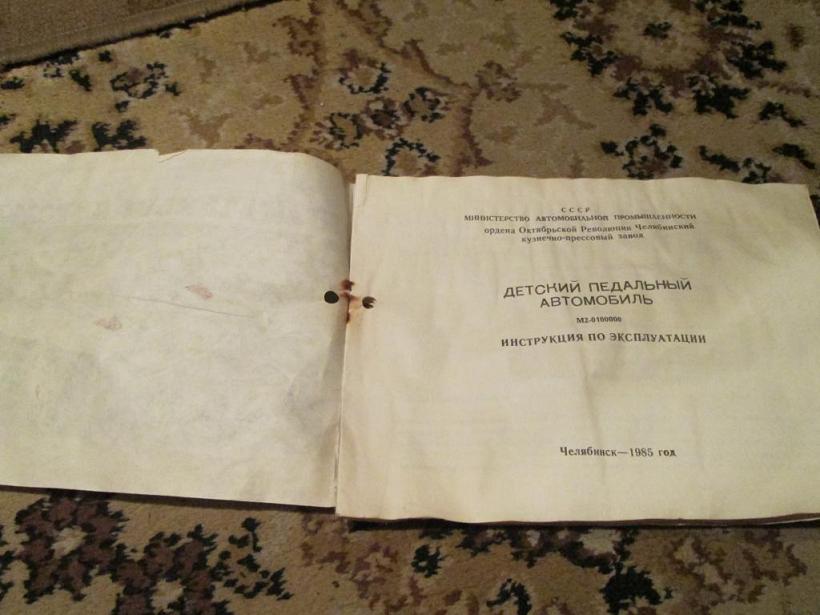 СССР
МИНИСТЕРСТВО АВТОМОБИЛЬНОЙ ПРОМЫШЛЕННОСТИ
ордена Октябрьской Революции Челябинский
кузнечно-прессовый завод
ДЕТСКИЙ ПЕДАЛЬНЫЙ
АВТОМОБИЛЬ
М2-0100000
ИНСТРУКЦИЯ ПО ЭКСПЛУАТАЦИИ
Челябинск—1985 год